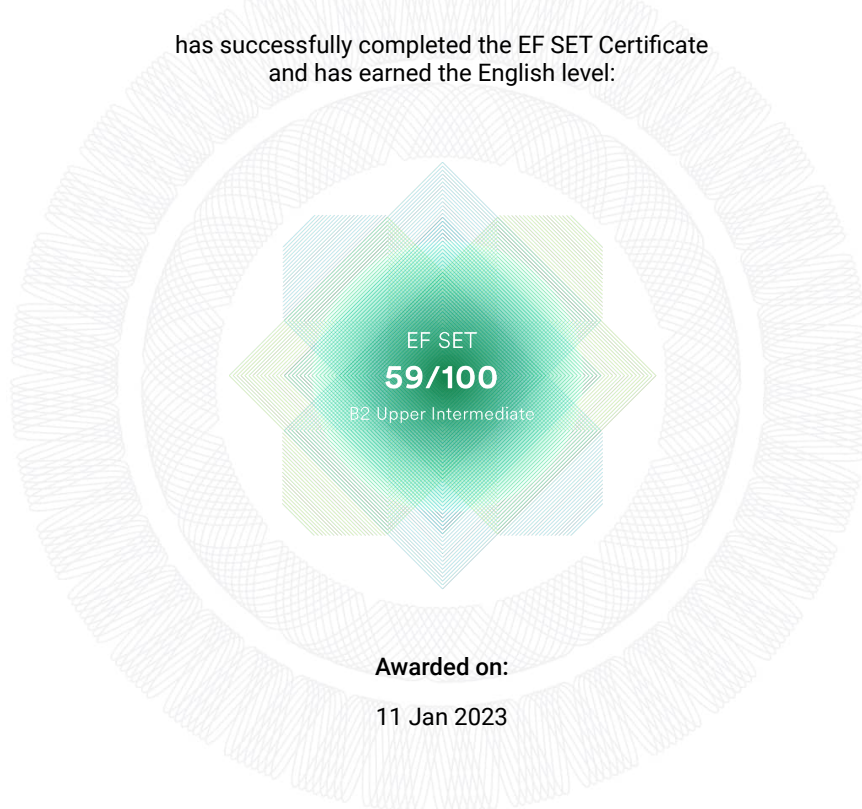 has successfully completed the EF SET Certificate
and has earned the English level:
EF SET
59/100
B2 Upper Intermediate
Awarded on:
11 Jan 2023